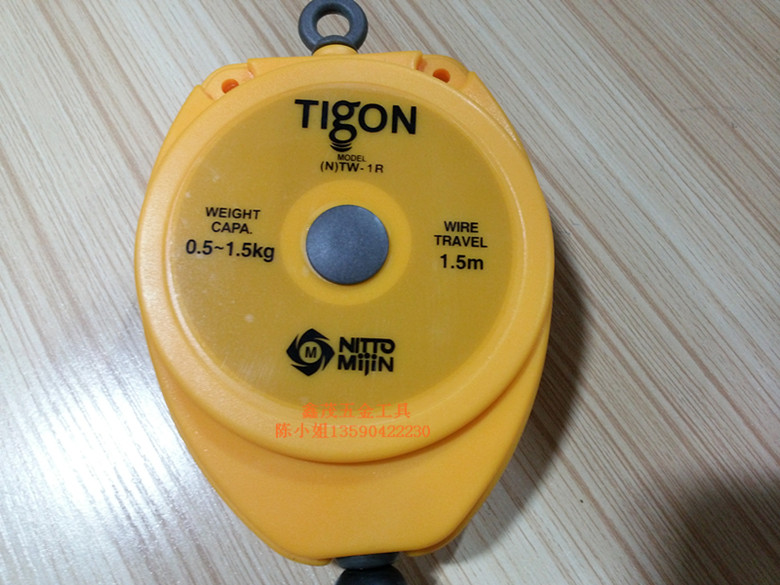 TIGON
MODEL
(N)TW-1R
WEIGHT
CAPA.
0.5~1.5kg
WIRE
TRAVEL
1.5m
M
NITTO
MijiN
鑫茂五金工具
陈小姐13590422230